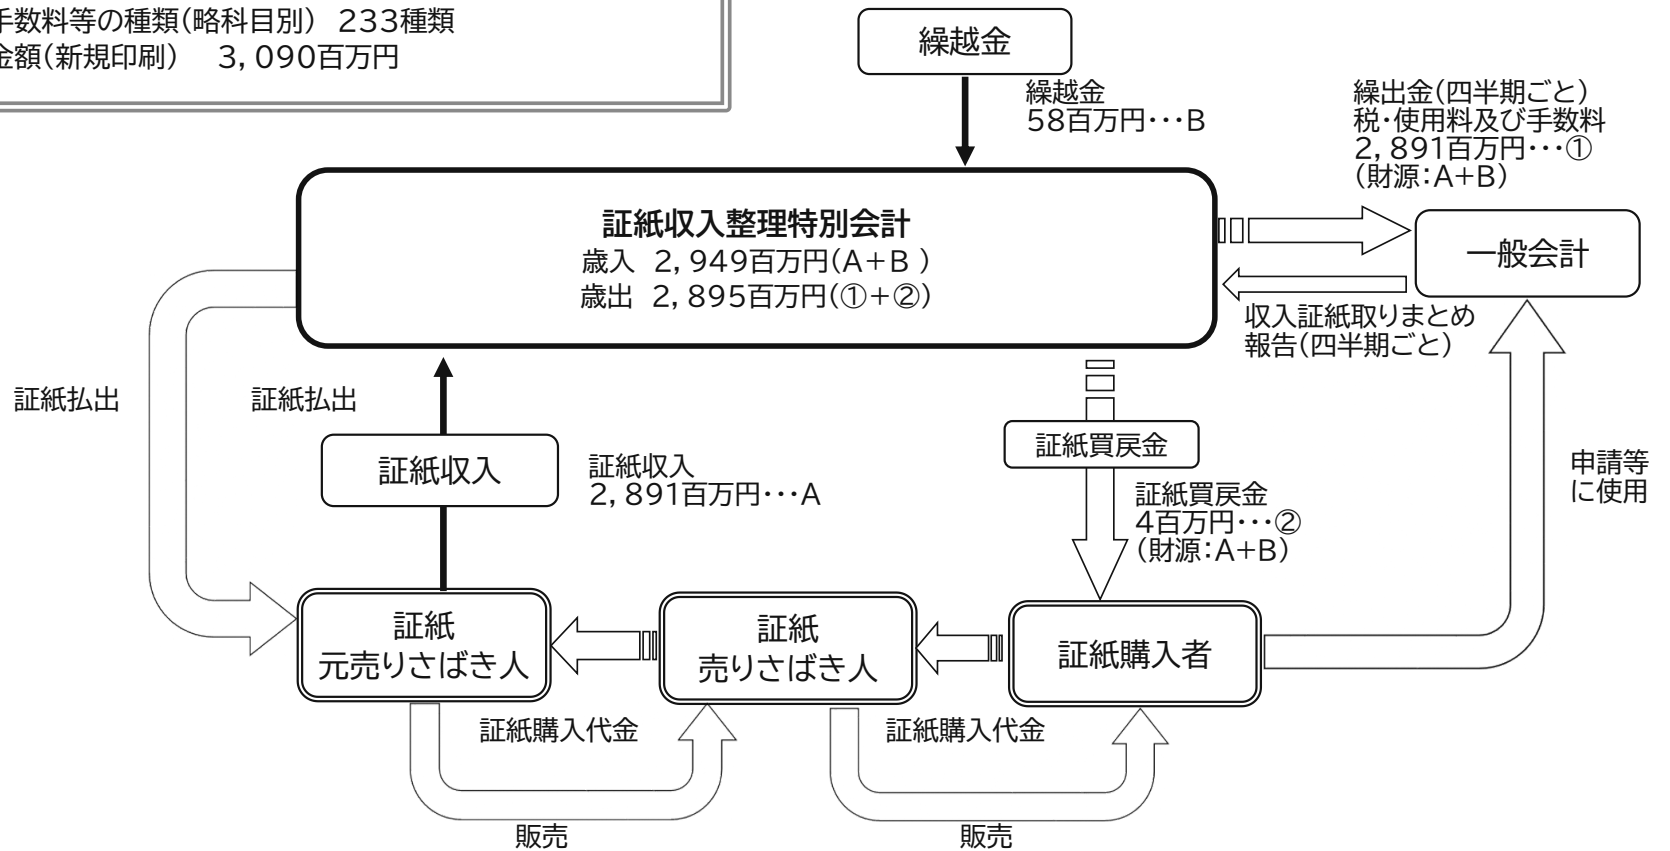 手数料等の種類(略科目別) 233種類
金額(新規印刷) 3,090百万円
繰越金
繰越金
58百万円・・・B
繰出金(四半期ごと)
税・使用料及び手数料
2,891百万円・・・①
(財源:A+B)
証紙収入整理特別会計
歳入 2,949百万円(A+B )
歳出 2,895百万円(①+②)
一般会計
収入証紙取りまとめ
報告(四半期ごと)
証紙払出
証紙払出
証紙収入
証紙収入
2,891百万円・・・A
証紙買戻金
証紙買戻金
4百万円・・・②
(財源:A+B)
申請等
に使用
証紙
元売りさばき人
証紙
売りさばき人
証紙購入者
証紙購入代金
証紙購入代金
販売
販売